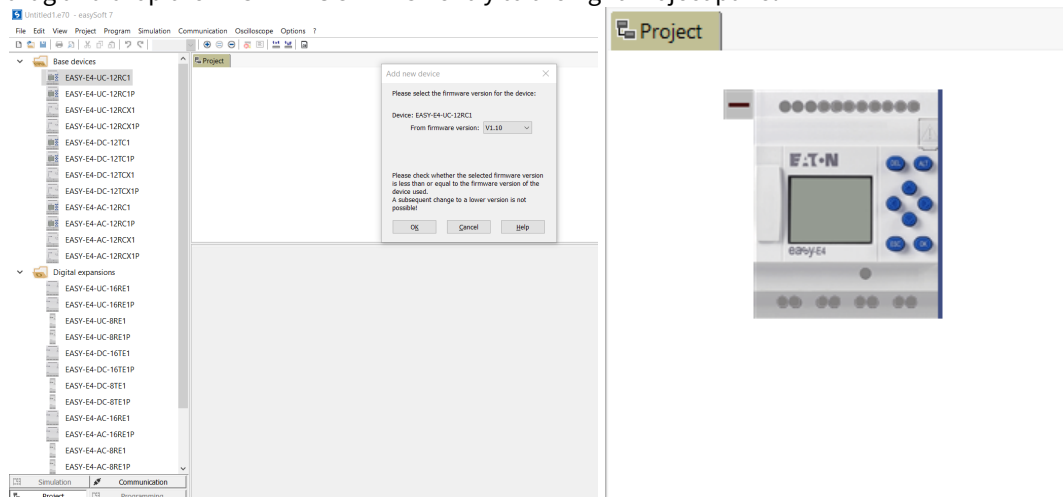 Untitled1.e70 - easySoft 7
File Edit View Project Program Simulation Communication Oscilloscope Options ?
Base devices
EASY-E4-UC-12RC1
EASY-E4-UC-12RC1P
EASY-E4-UC-12RCX1
EASY-E4-UC-12RCX1P
EASY-E4-DC-12TC1
EASY-E4-DC-12TC1P
EASY-E4-DC-12TCX1
EASY-E4-DC-12TCX1P
EASY-E4-AC-12RC1
EASY-E4-AC-12RC1P
EASY-E4-AC-12RCX1
EASY-E4-AC-12RCX1P
Digital expansions
EASY-E4-UC-16RE1
EASY-E4-UC-16RE1P
EASY-E4-UC-8RE1
EASY-E4-UC-8RE1P
EASY-E4-DC-16TE1
EASY-E4-DC-16TE1P
EASY-E4-DC-8TE1
EASY-E4-DC-8TE1P
EASY-E4-AC-16RE1
EASY-E4-AC-16RE1P
EASY-E4-AC-8RE1
EASY-E4-AC-8RE1P
Simulation Communication
Project Programming
Project
Add new device
Please select the firmware version for the device:
Device: EASY-E4-UC-12RC1
From firmware version: V1.10
Please check whether the selected firmware version
is less than or equal to the firmware version of the
device used.
A subsequent change to a lower version is not
possible!
OK Cancel Help
Project
EATON
DEL ALT
ESC OK
easyE4